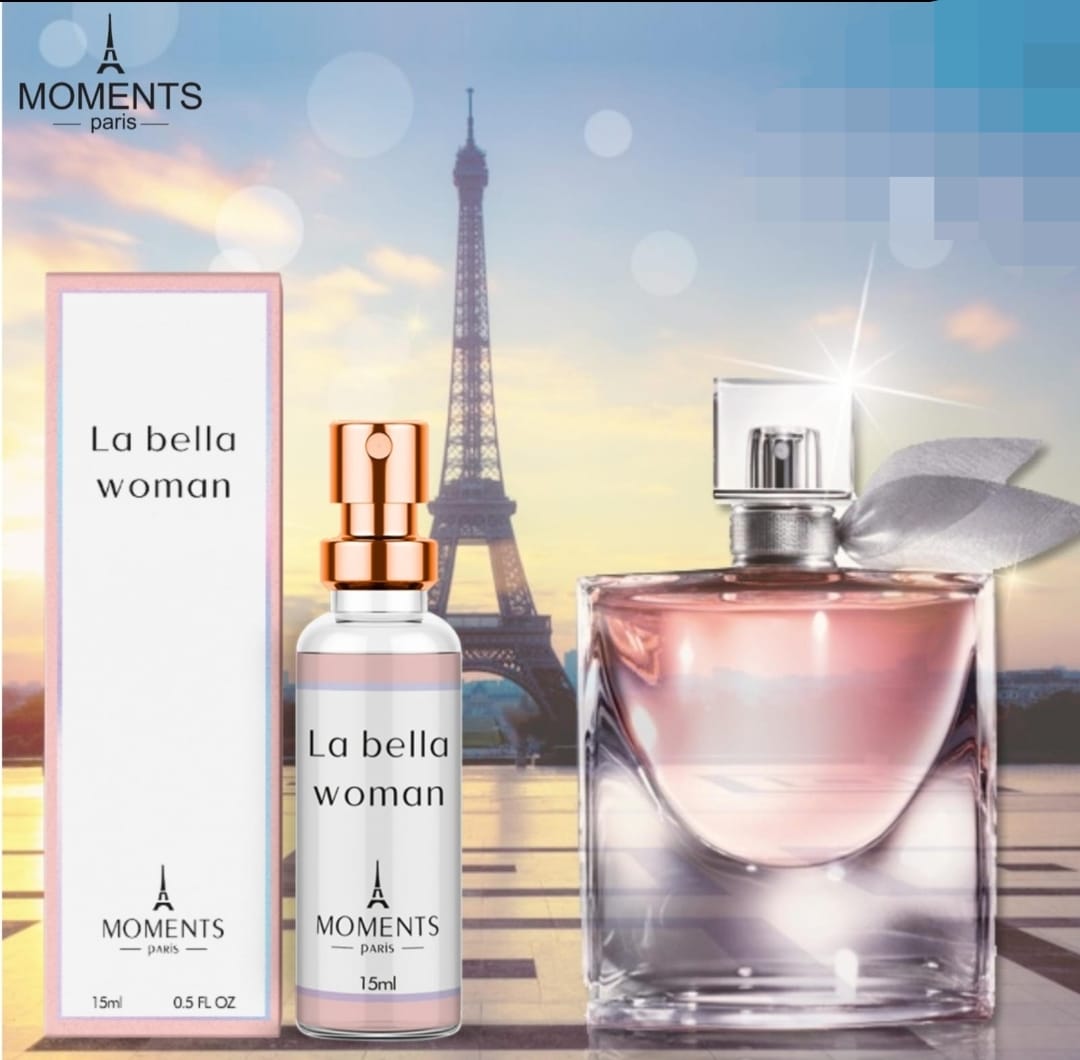 MOMENTS
paris
La bella
woman
MOMENTS
PARIS
15ml 0.5 FL OZ
La bella
woman
MOMENTS
PARIS
15ml